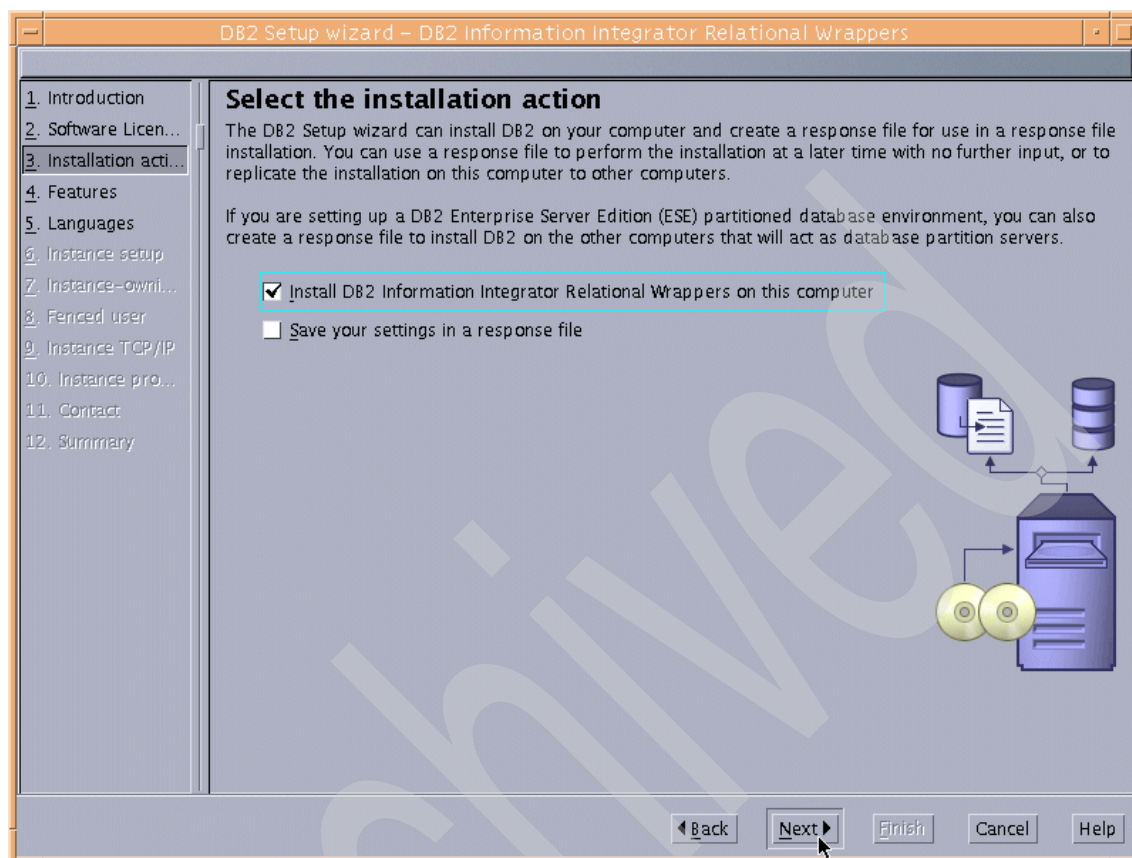 DB2 Setup wizard – DB2 Information Integrator Relational Wrappers
1. Introduction
2. Software Licen...
3. Installation acti...
4. Features
5. Languages
6. Instance setup
7. Instance-owni...
8. Fenced user
9. Instance TCP/IP
10. Instance pro...
11. Contact
12. Summary
Select the installation action
The DB2 Setup wizard can install DB2 on your computer and create a response file for use in a response file
installation. You can use a response file to perform the installation at a later time with no further input, or to
replicate the installation on this computer to other computers.
If you are setting up a DB2 Enterprise Server Edition (ESE) partitioned database environment, you can also
create a response file to install DB2 on the other computers that will act as database partition servers.
Install DB2 Information Integrator Relational Wrappers on this computer
Save your settings in a response file
Back
Next
Finish
Cancel
Help
hived